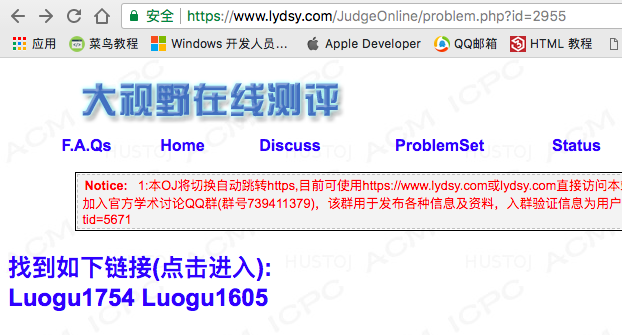 安全 https://www.lydsy.com/JudgeOnline/problem.php?id=2955
应用 菜鸟教程 Windows 开发人员… Apple Developer QQ邮箱 HTML 教程
大视野在线测评
F.A.Qs Home Discuss ProblemSet Status
Notice: 1:本OJ将切换自动跳转https,目前可使用https://www.lydsy.com或lydsy.com直接访问本
加入官方学术讨论QQ群(群号739411379)，该群用于发布各种信息及资料，入群验证信息为用户
tid=5671
找到如下链接(点击进入):
Luogu1754 Luogu1605
ACM ICPC
HUSTOJ